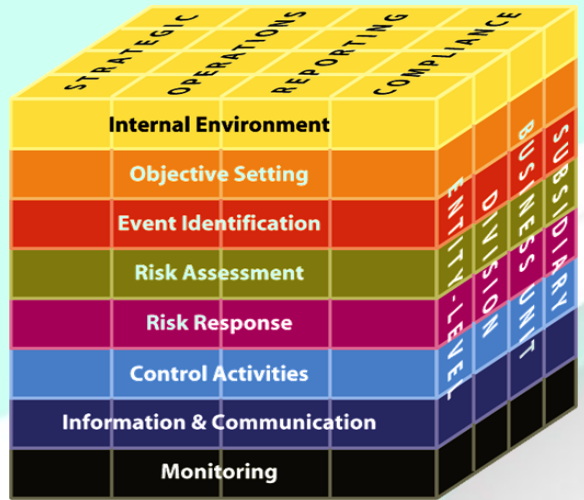 STRATEGIC
OPERATIONS
REPORTING
COMPLIANCE
Internal Environment
Objective Setting
Event Identification
Risk Assessment
Risk Response
Control Activities
Information & Communication
Monitoring
ENTITY-LEVEL
DIVISION
BUSINESS UNIT
SUBSIDIARY